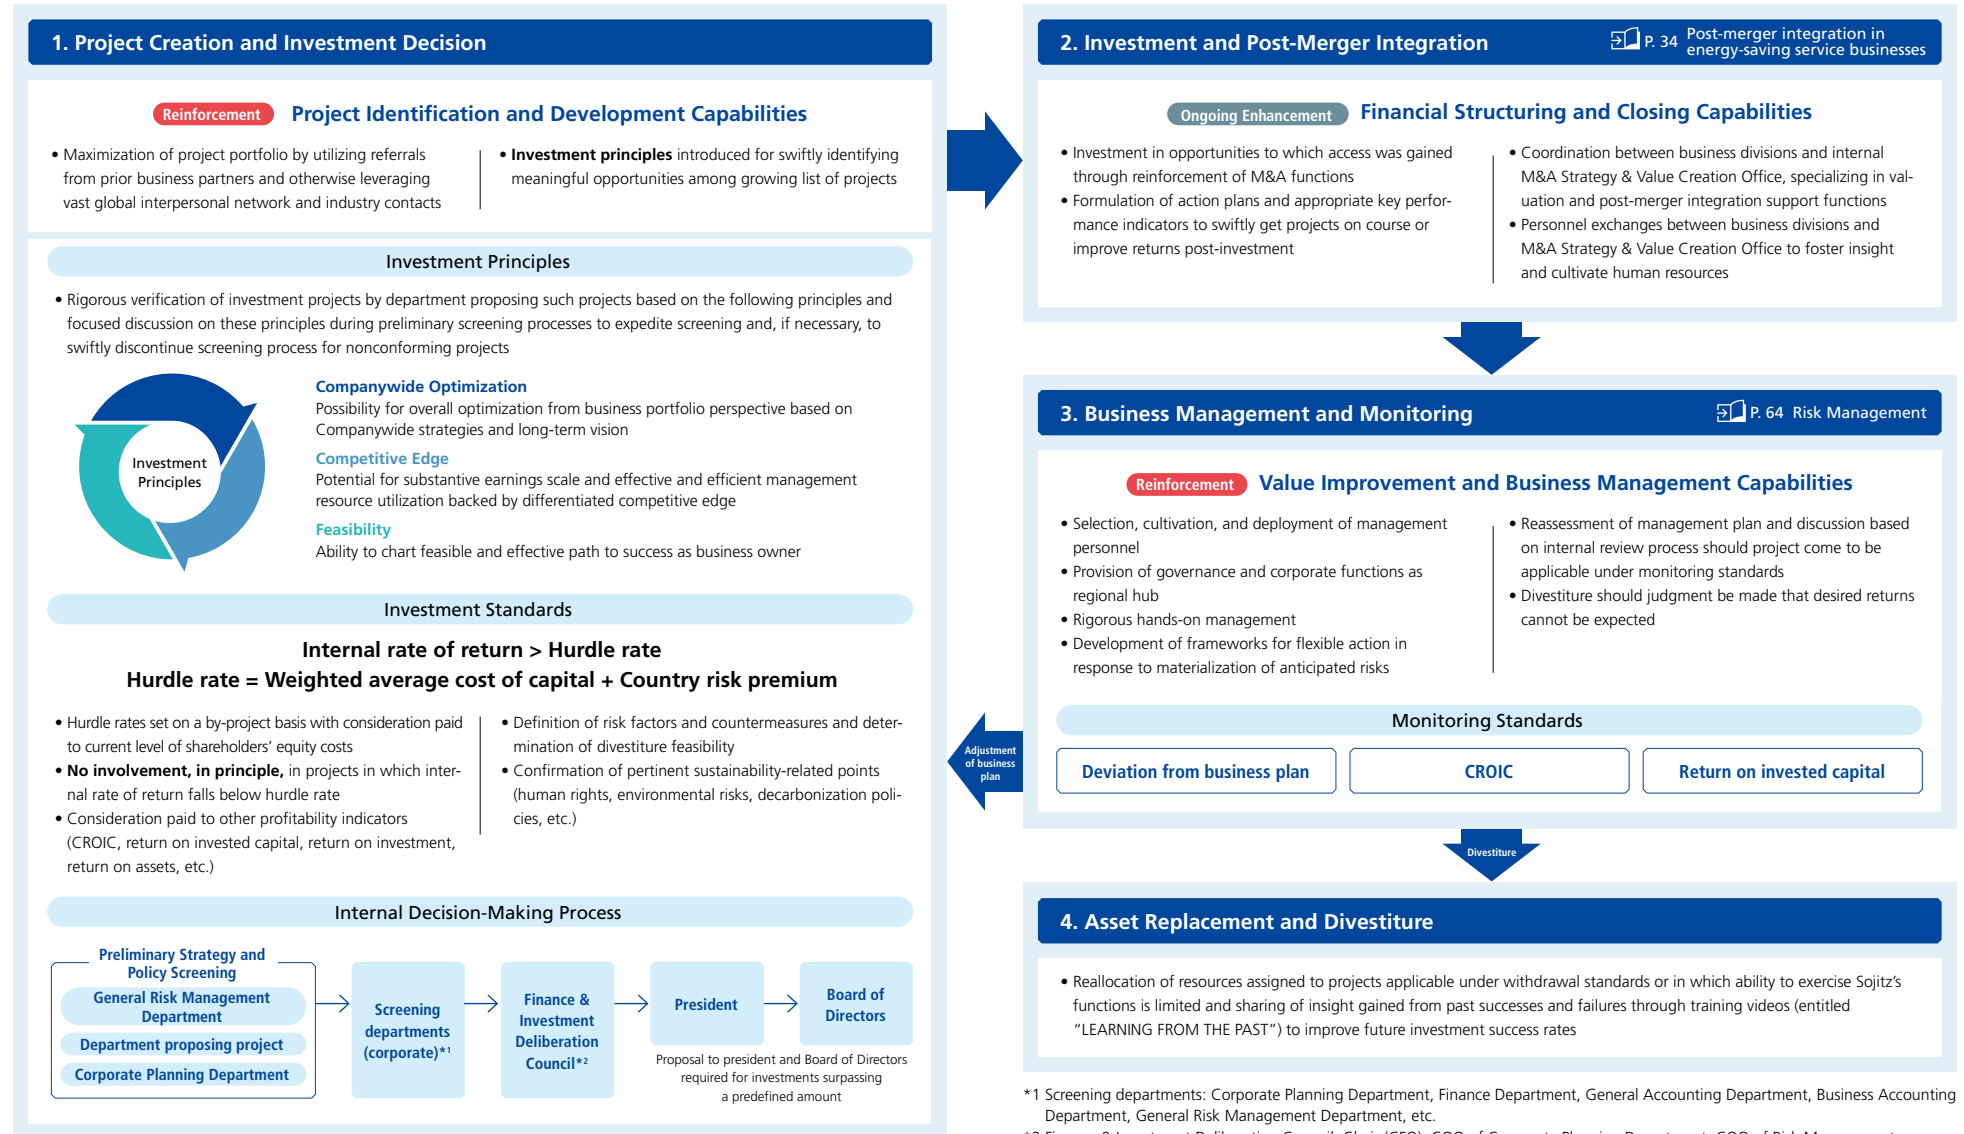 1. Project Creation and Investment Decision
Reinforcement Project Identification and Development Capabilities
• Maximization of project portfolio by utilizing referrals
from prior business partners and otherwise leveraging
vast global interpersonal network and industry contacts
• Investment principles introduced for swiftly identifying
meaningful opportunities among growing list of projects
Investment Principles
• Rigorous verification of investment projects by department proposing such projects based on the following principles and
focused discussion on these principles during preliminary screening processes to expedite screening and, if necessary, to
swiftly discontinue screening process for nonconforming projects
Investment
Principles
Companywide Optimization
Possibility for overall optimization from business portfolio perspective based on
Companywide strategies and long-term vision
Competitive Edge
Potential for substantive earnings scale and effective and efficient management
resource utilization backed by differentiated competitive edge
Feasibility
Ability to chart feasible and effective path to success as business owner
Investment Standards
Internal rate of return > Hurdle rate
Hurdle rate = Weighted average cost of capital + Country risk premium
• Hurdle rates set on a by-project basis with consideration paid
to current level of shareholders’ equity costs
• No involvement, in principle, in projects in which inter-
nal rate of return falls below hurdle rate
• Consideration paid to other profitability indicators
(CROIC, return on invested capital, return on investment,
return on assets, etc.)
• Definition of risk factors and countermeasures and deter-
mination of divestiture feasibility
• Confirmation of pertinent sustainability-related points
(human rights, environmental risks, decarbonization poli-
cies, etc.)
Internal Decision-Making Process
Preliminary Strategy and
Policy Screening
General Risk Management
Department
Department proposing project
Corporate Planning Department
Screening
departments
(corporate)*1
Finance &
Investment
Deliberation
Council*2
President
Board of
Directors
Proposal to president and Board of Directors
required for investments surpassing
a predefined amount
2. Investment and Post-Merger Integration
P. 34 Post-merger integration in
energy-saving service businesses
Ongoing Enhancement Financial Structuring and Closing Capabilities
• Investment in opportunities to which access was gained
through reinforcement of M&A functions
• Formulation of action plans and appropriate key perfor-
mance indicators to swiftly get projects on course or
improve returns post-investment
• Coordination between business divisions and internal
M&A Strategy & Value Creation Office, specializing in val-
uation and post-merger integration support functions
• Personnel exchanges between business divisions and
M&A Strategy & Value Creation Office to foster insight
and cultivate human resources
3. Business Management and Monitoring
P. 64 Risk Management
Reinforcement Value Improvement and Business Management Capabilities
• Selection, cultivation, and deployment of management
personnel
• Provision of governance and corporate functions as
regional hub
• Rigorous hands-on management
• Development of frameworks for flexible action in
response to materialization of anticipated risks
• Reassessment of management plan and discussion based
on internal review process should project come to be
applicable under monitoring standards
• Divestiture should judgment be made that desired returns
cannot be expected
Monitoring Standards
Deviation from business plan
CROIC
Return on invested capital
Adjustment
of business
plan
Divestiture
4. Asset Replacement and Divestiture
• Reallocation of resources assigned to projects applicable under withdrawal standards or in which ability to exercise Sojitz’s
functions is limited and sharing of insight gained from past successes and failures through training videos (entitled
“LEARNING FROM THE PAST”) to improve future investment success rates
*1 Screening departments: Corporate Planning Department, Finance Department, General Accounting Department, Business Accounting
Department, General Risk Management Department, etc.